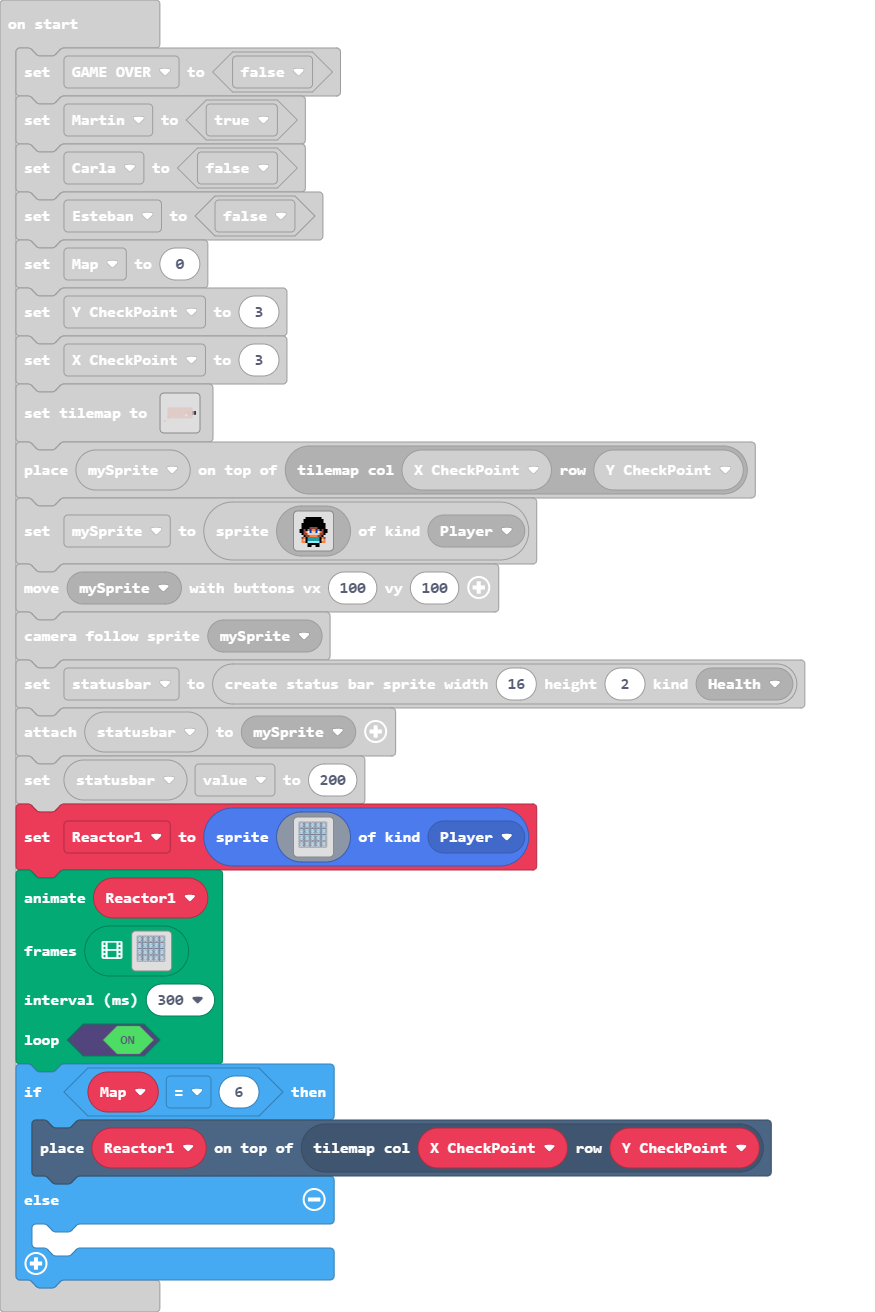 on start
set GAME OVER to false
set Martin to true
set Carla to false
set Esteban to false
set Map to 0
set Y CheckPoint to 3
set X CheckPoint to 3
set tilemap to
place mySprite on top of tilemap col X CheckPoint row Y CheckPoint
set mySprite to sprite of kind Player
move mySprite with buttons vx 100 vy 100
camera follow sprite mySprite
set statusbar to create status bar sprite width 16 height 2 kind Health
attach statusbar to mySprite
set statusbar value to 200
set Reactor1 to sprite of kind Player
animate Reactor1
frames
interval (ms) 300
loop ON
if Map = 6 then
place Reactor1 on top of tilemap col X CheckPoint row Y CheckPoint
else